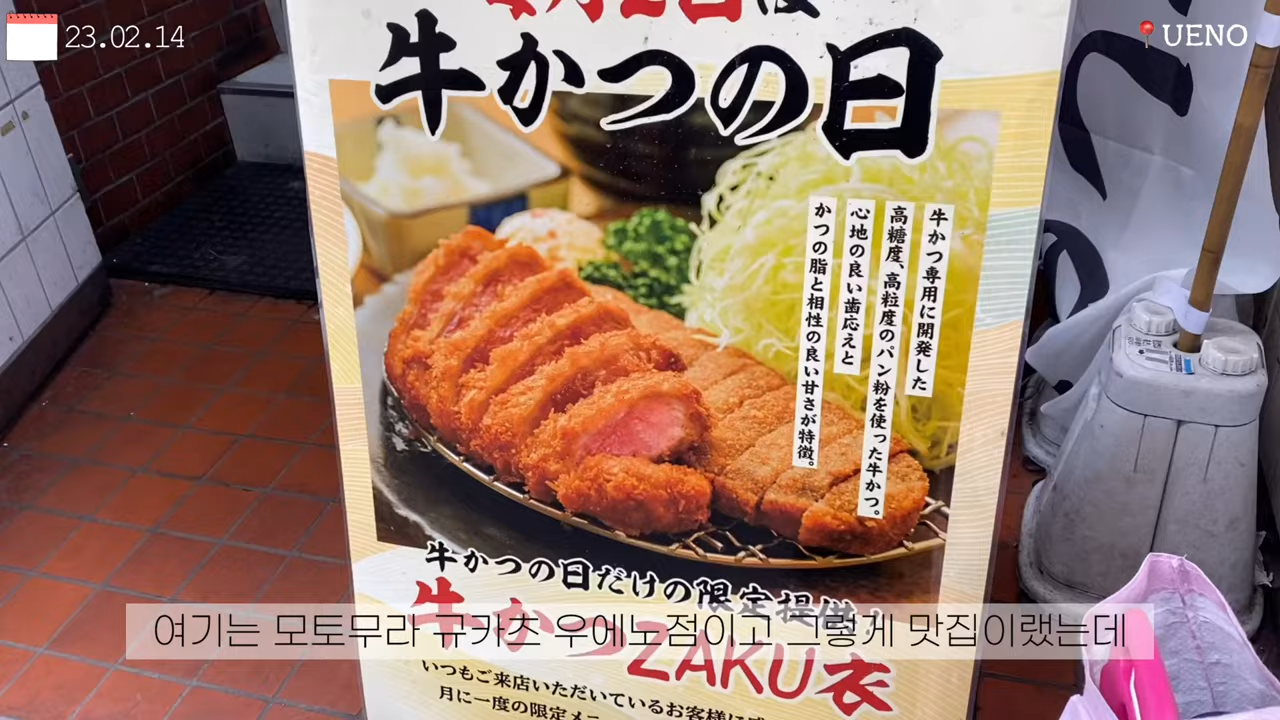 23.02.14
UENO
牛かつの日
牛かつ専用に開発した
高糖度、高粒度のパン粉を使った牛かつ。
心地の良い歯応えと
かつの脂と相性の良い甘さが特徴。
牛かつの日だけの限定提供
牛かつZAKU衣
여기는 모토무라 규카츠 우에노점이고 그렇게 맛집이랬는데
いつもご来店いただいているお客様に
月に一度の限定メニ